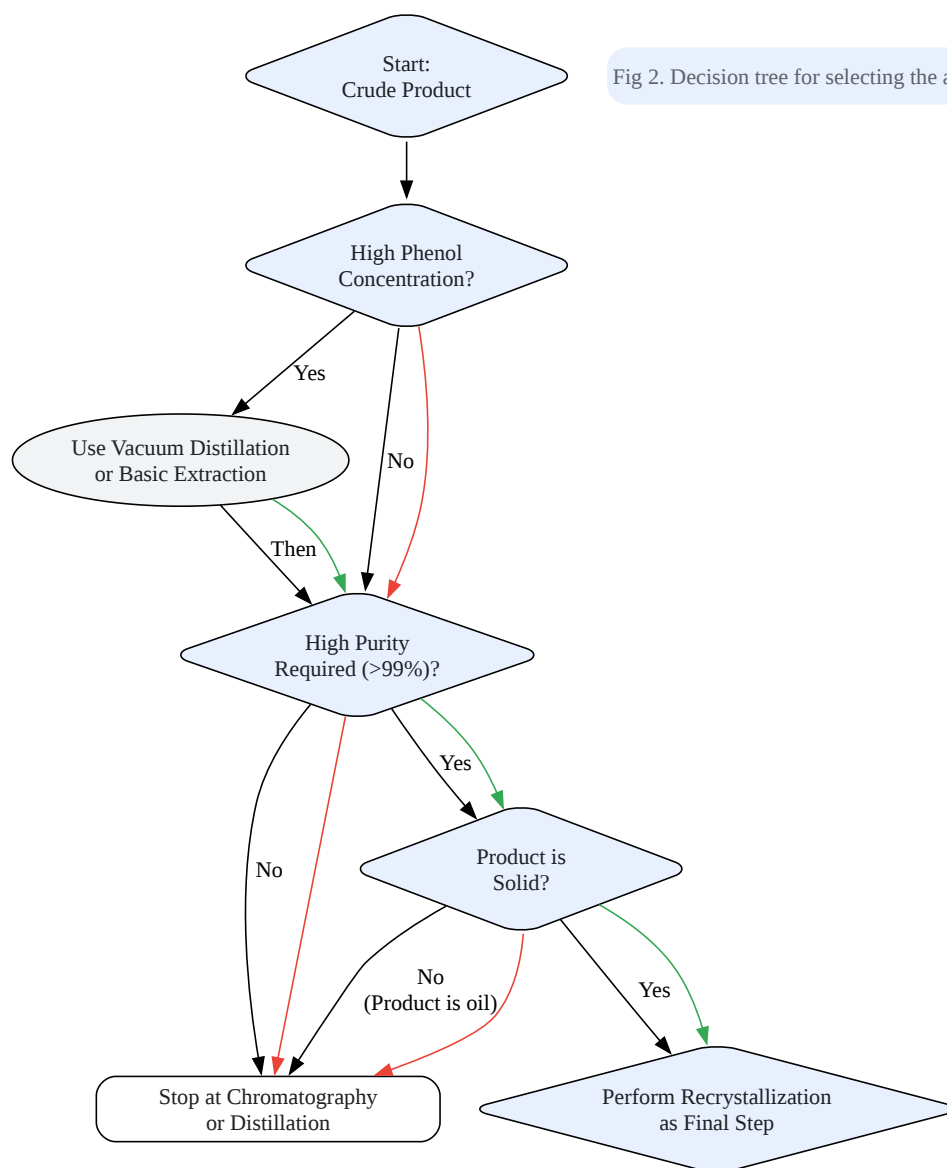 Start:
Crude Product
Fig 2. Decision tree for selecting the a
High Phenol
Concentration?
Yes
Use Vacuum Distillation
or Basic Extraction
No
Then
High Purity
Required (>99%)?
Yes
No
Product is
Solid?
No
(Product is oil)
Yes
Stop at Chromatography
or Distillation
Perform Recrystallization
as Final Step